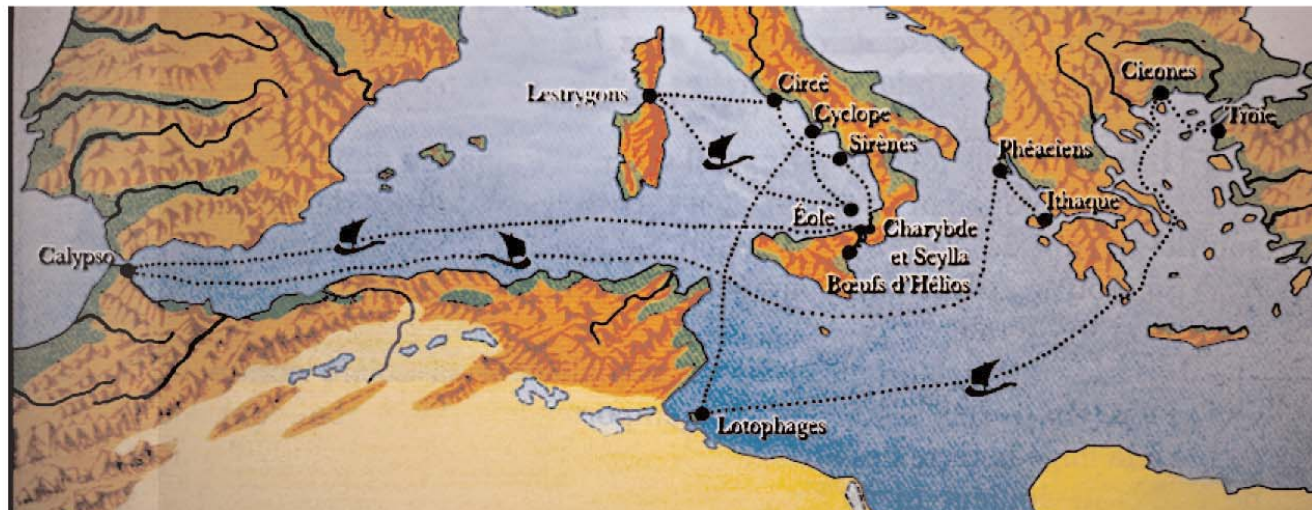 Cicones
Circé
Lestrygons
Troie
Cyclope
Sirènes
Phéaciens
Éole
Ithaque
Charybde
et Scylla
Calypso
Bœufs d'Hélios
Lotophages